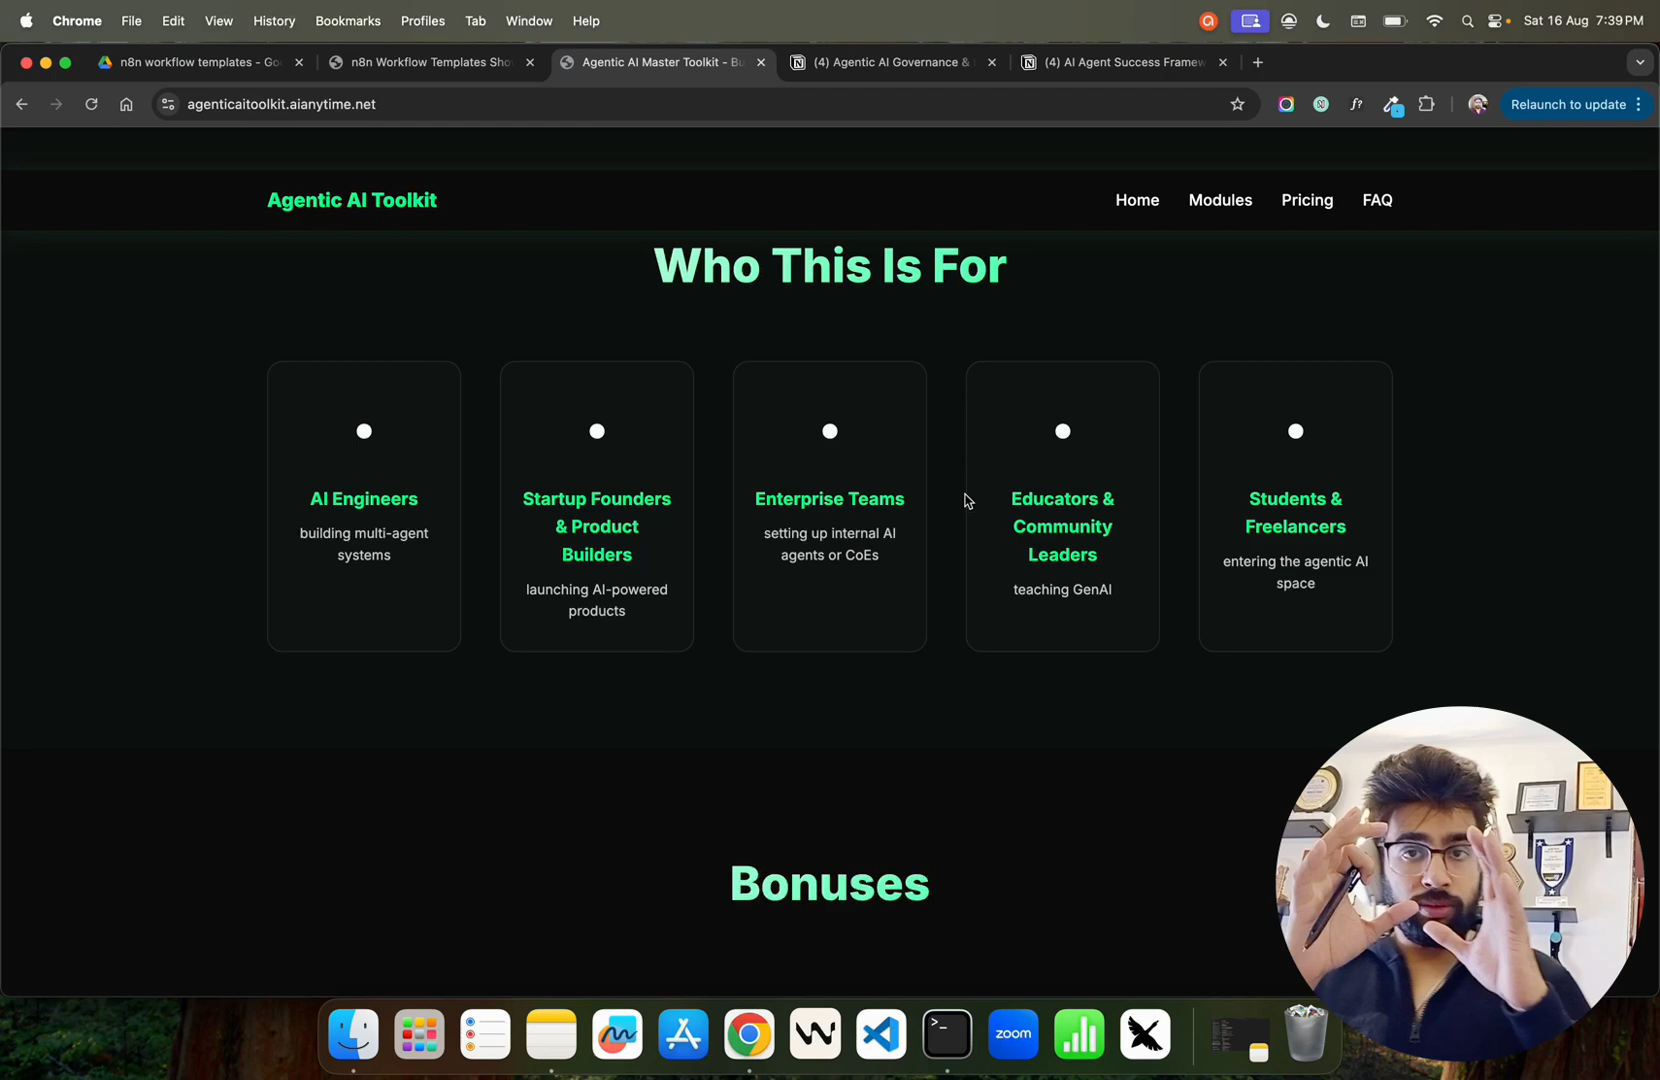 Chrome File Edit View History Bookmarks Profiles Tab Window Help Sat 16 Aug 7:39 PM
n8n workflow templates - Go n8n Workflow Templates Sho Agentic AI Master Toolkit - Bu (4) Agentic AI Governance & (4) AI Agent Success Framew
agenticaitoolkit.aianytime.net f? Relaunch to update
Agentic AI Toolkit Home Modules Pricing FAQ
Who This Is For
AI Engineers
building multi-agent
systems
Startup Founders
& Product
Builders
launching AI-powered
products
Enterprise Teams
setting up internal AI
agents or CoEs
Educators &
Community
Leaders
teaching GenAI
Students &
Freelancers
entering the agentic AI
space
Bonuses
zoom